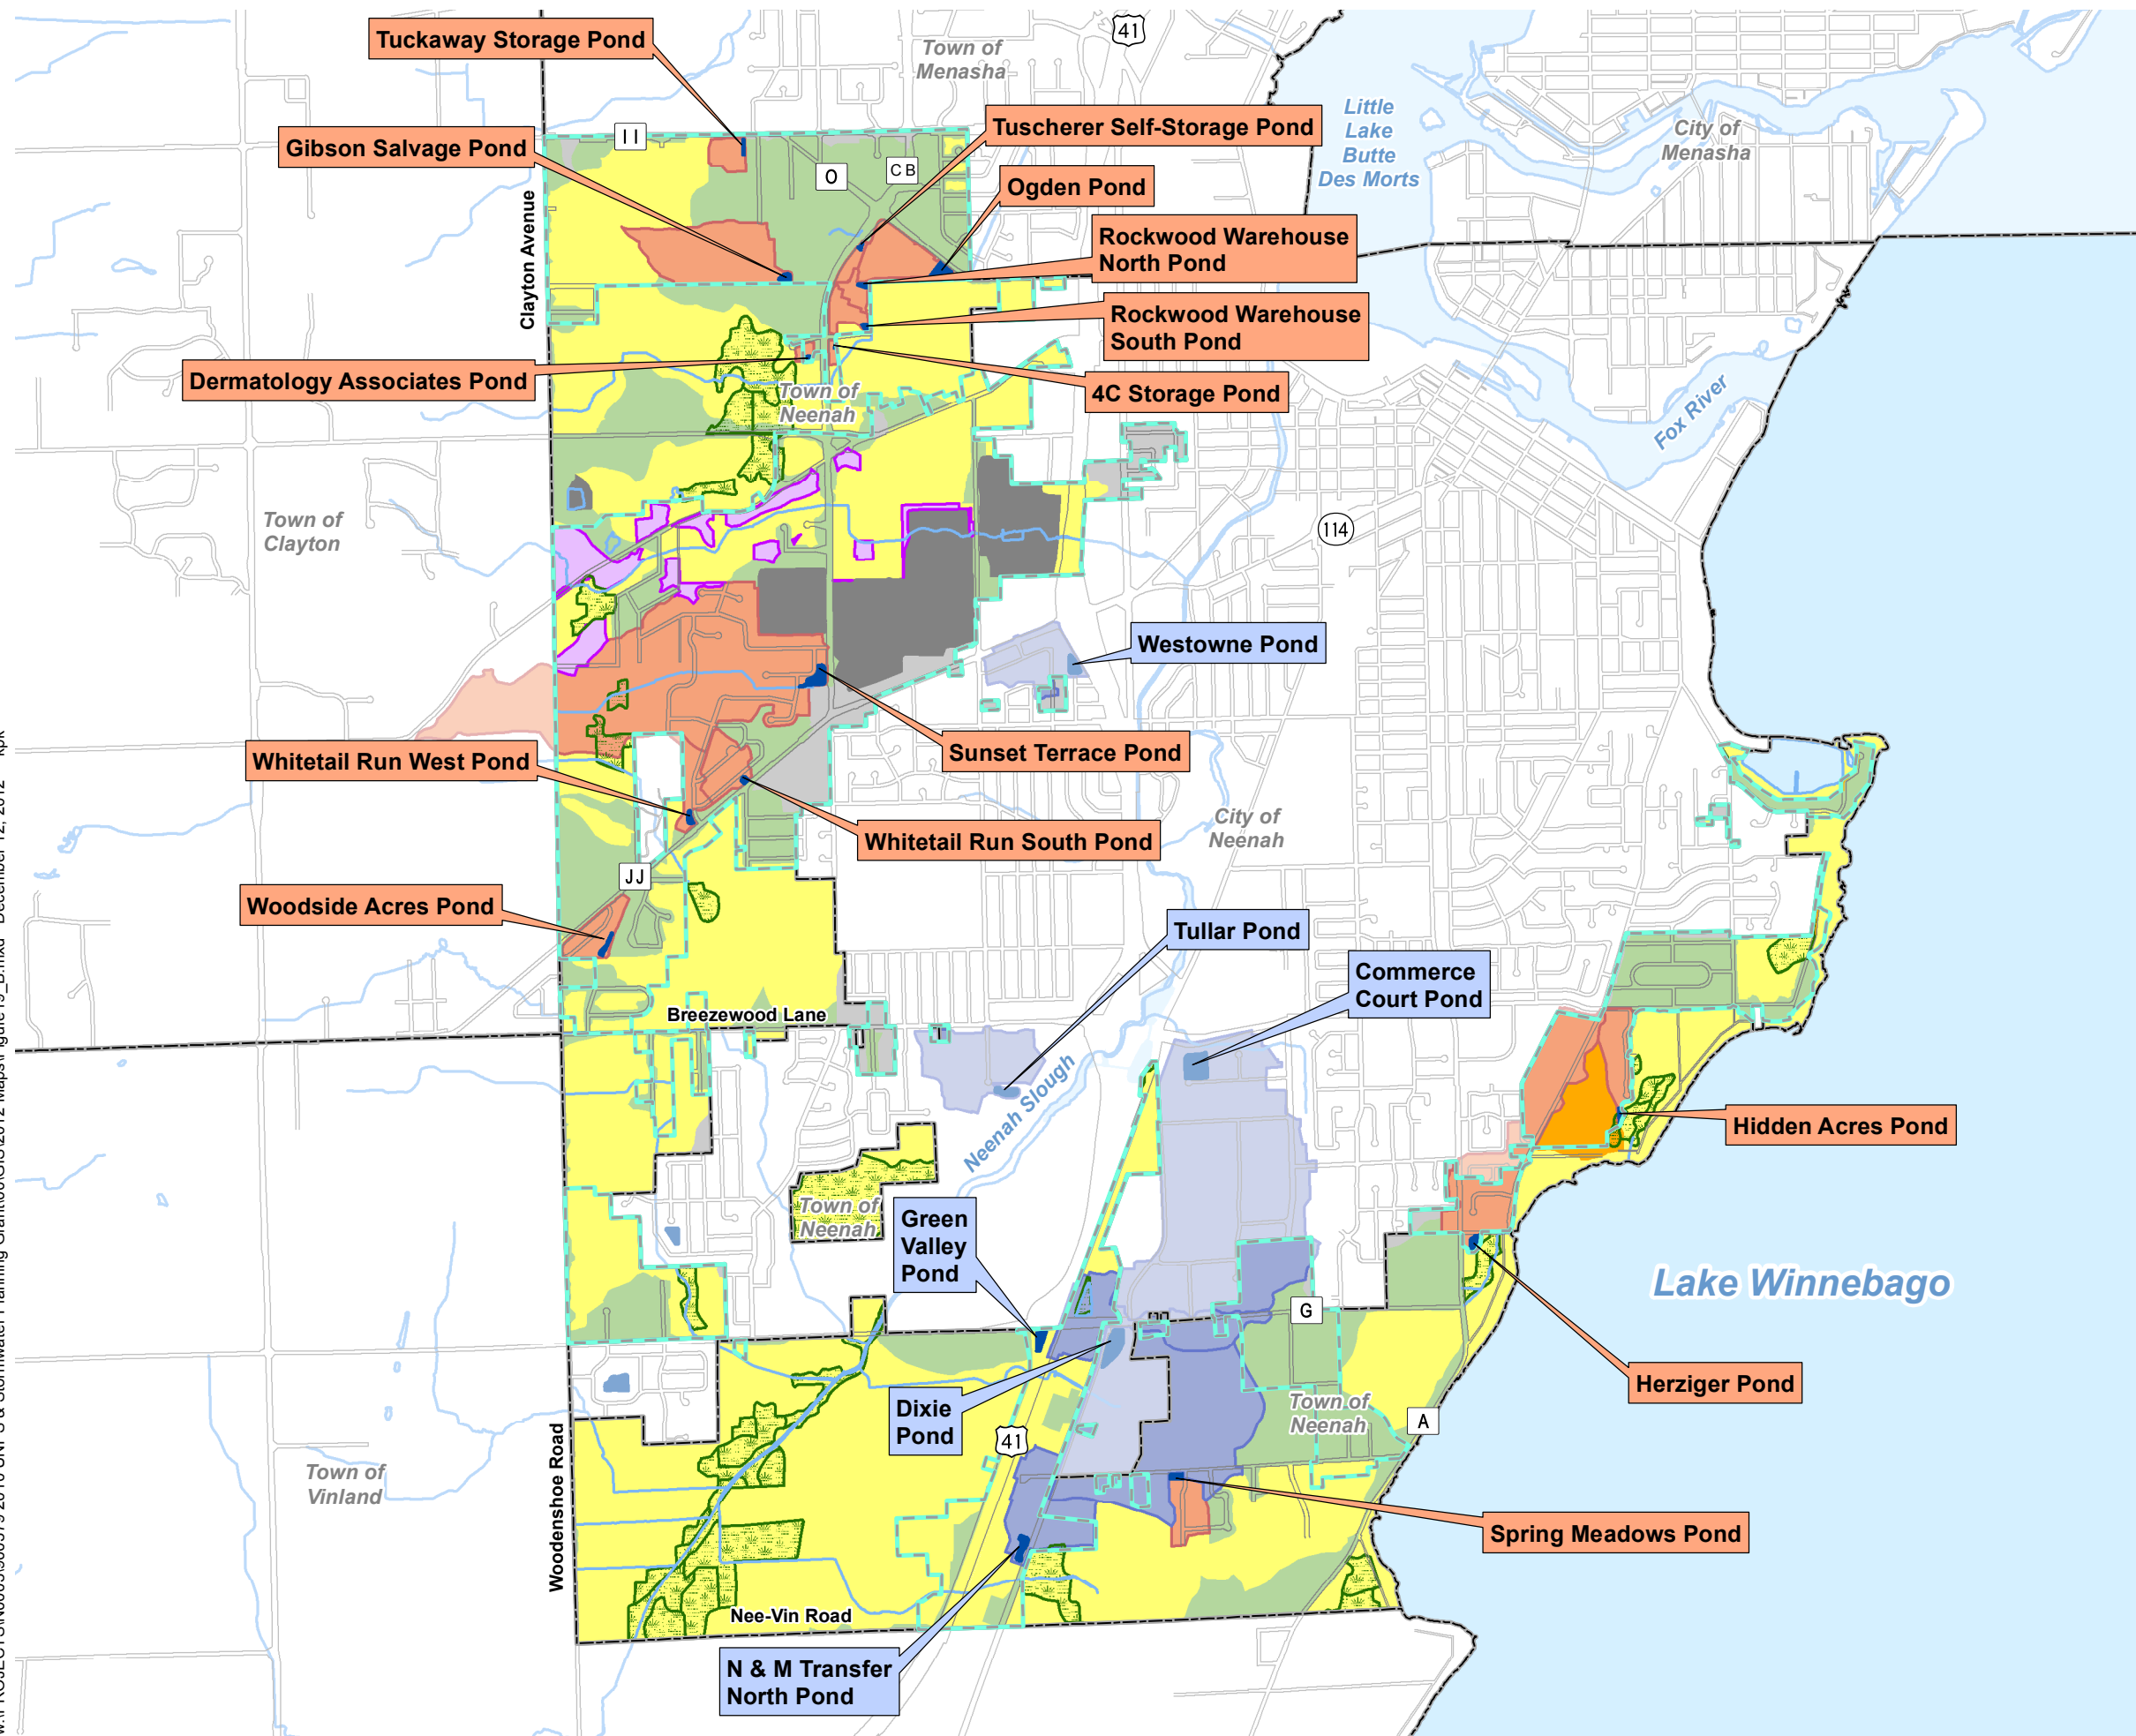 Tuckaway Storage Pond
41
Town of
Menasha
Little
Lake
Butte
Des Morts
City of
Menasha
Tuscherer Self-Storage Pond
Gibson Salvage Pond
II
O
CB
Ogden Pond
Rockwood Warehouse
North Pond
Clayton Avenue
Rockwood Warehouse
South Pond
Dermatology Associates Pond
4C Storage Pond
Town of
Neenah
Fox River
Town of
Clayton
114
Westowne Pond
Sunset Terrace Pond
Whitetail Run West Pond
City of
Neenah
Whitetail Run South Pond
JJ
Woodside Acres Pond
Tullar Pond
Commerce
Court Pond
Breezewood Lane
Neenah Slough
Hidden Acres Pond
Town of
Neenah
Green
Valley
Pond
Lake Winnebago
G
Herziger Pond
Dixie
Pond
Town of
Neenah
A
41
Town of
Vinland
Woodenshoe Road
Spring Meadows Pond
Nee-Vin Road
N & M Transfer
North Pond